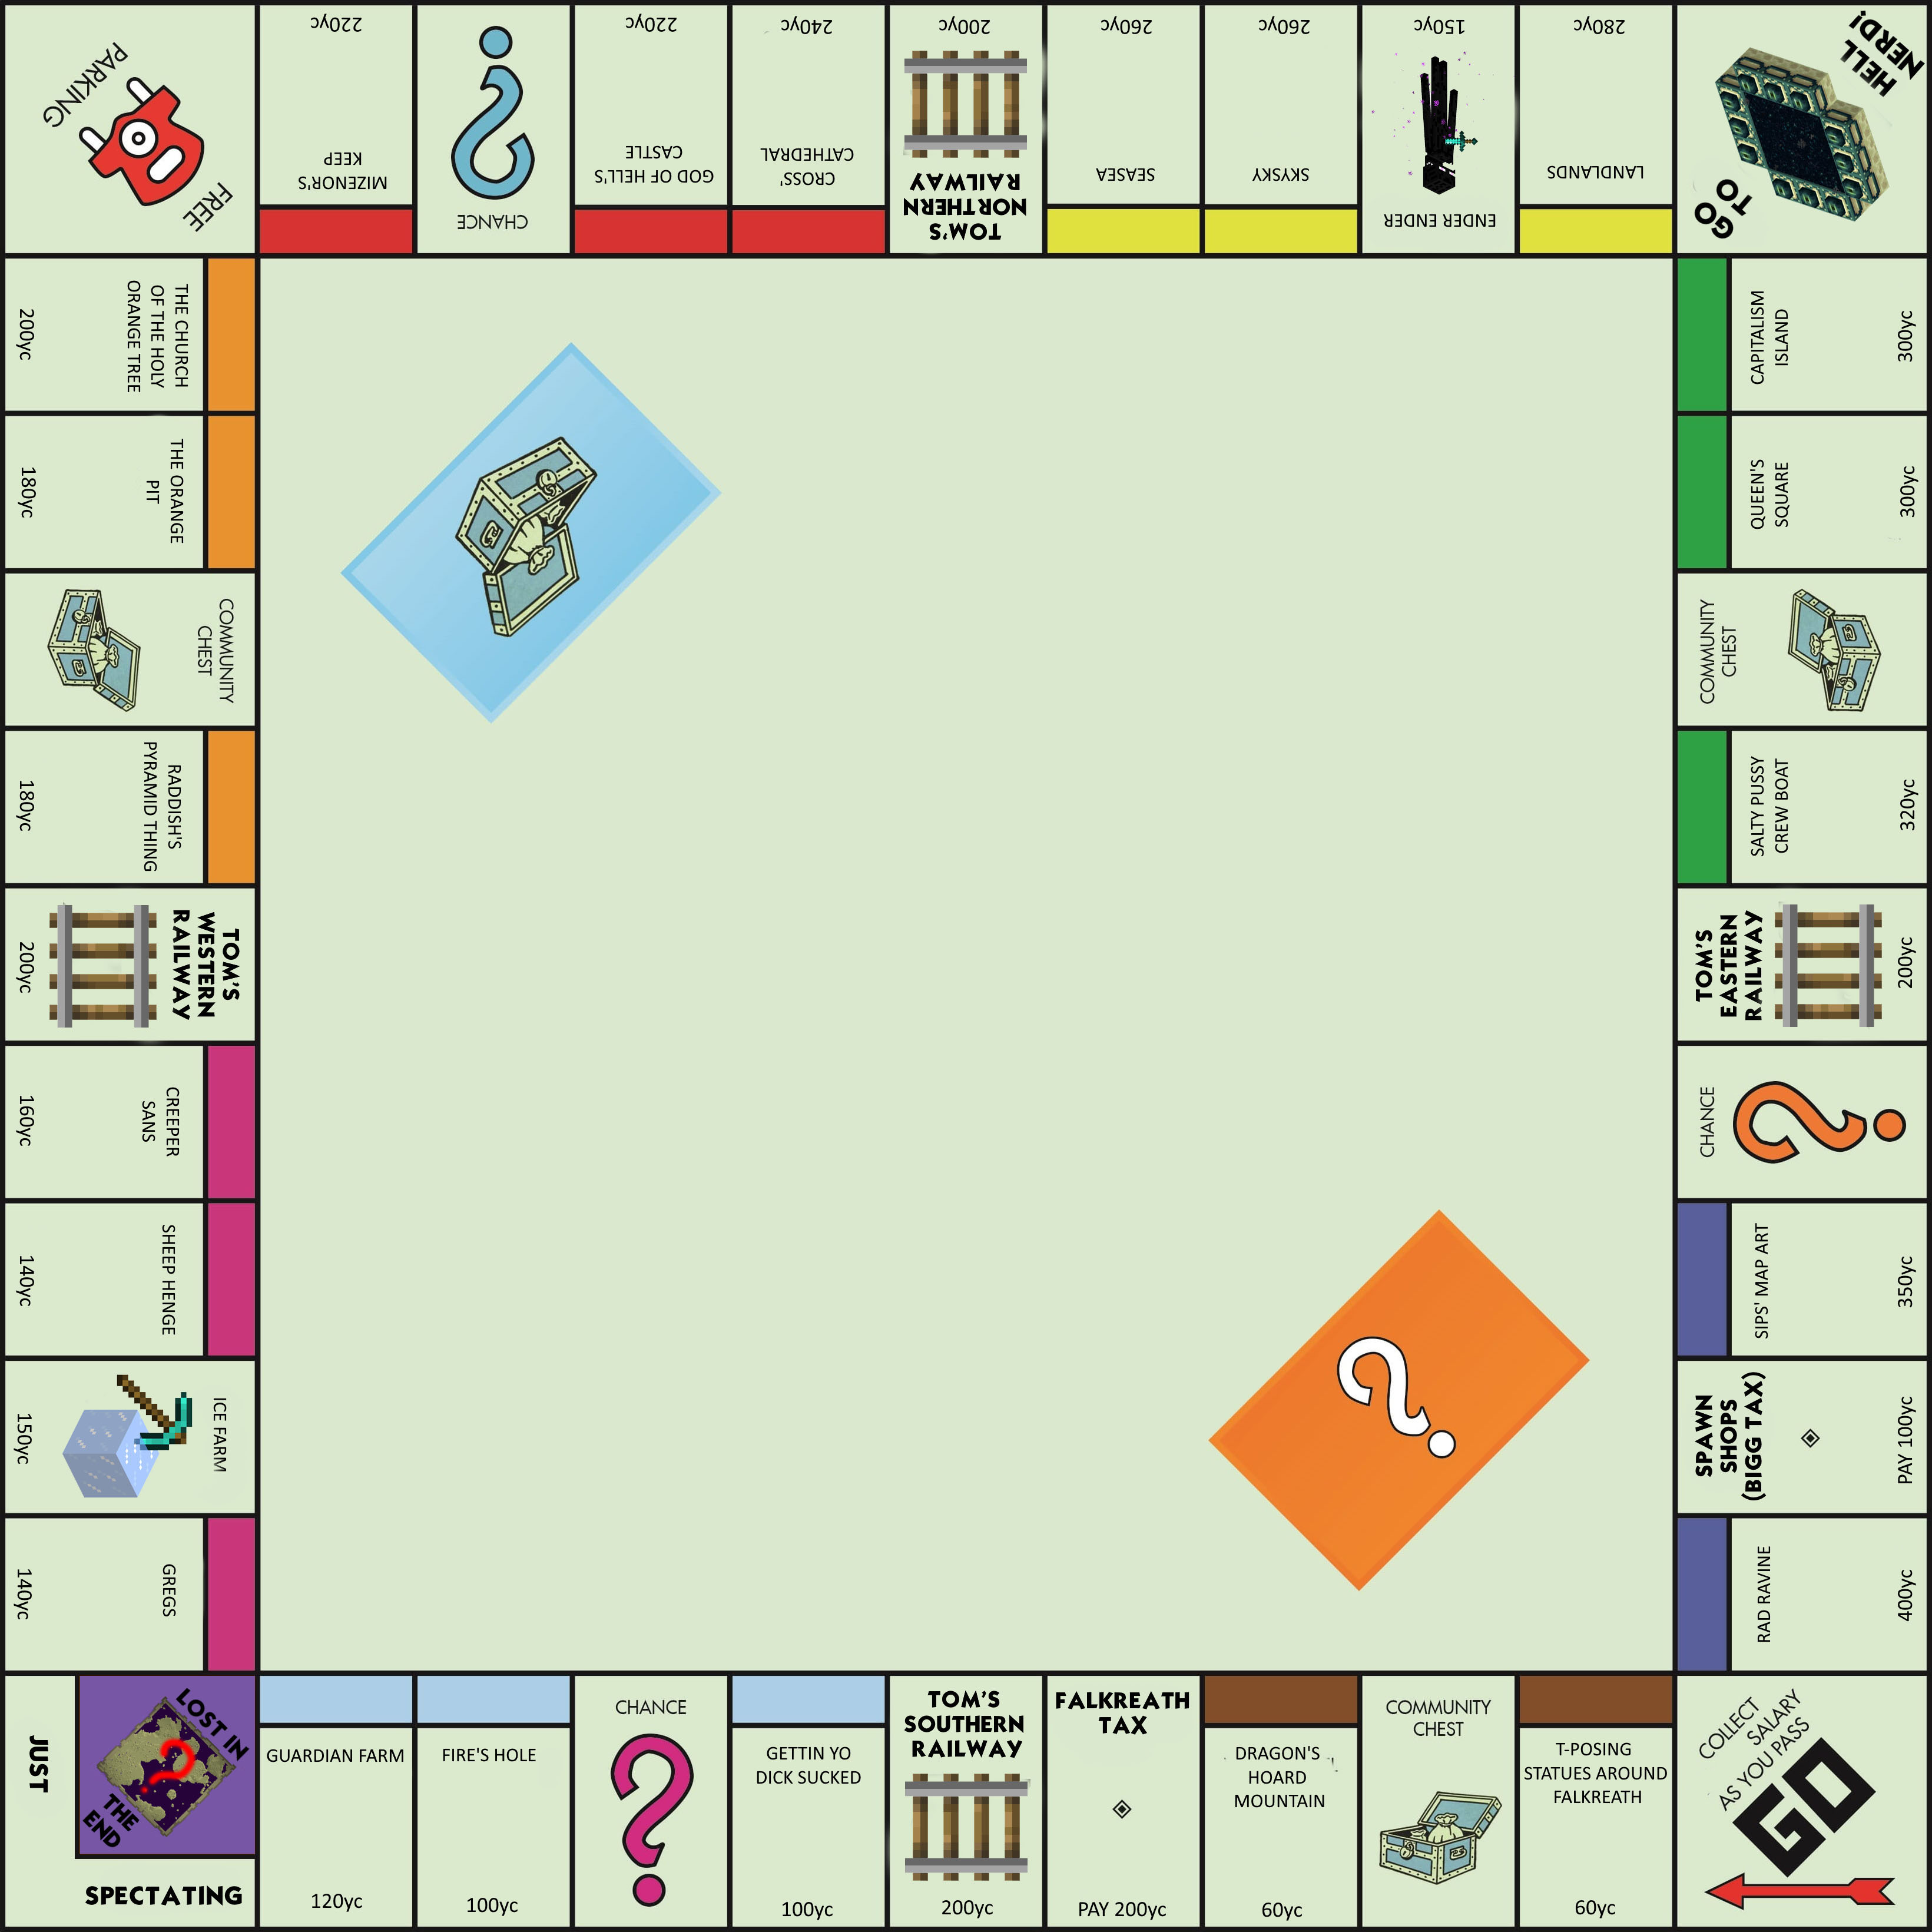 FREE
PARKING
MIZENOR'S
KEEP
220yc
CHANCE
GOD OF HELL'S
CASTLE
220yc
CROSS'
CATHEDRAL
240yc
TOM'S
NORTHERN
RAILWAY
200yc
SEASEA
260yc
SKYSKY
260yc
ENDER ENDER
150yc
LANDLANDS
280yc
GO
TO
HELL
NERD!
CAPITALISM
ISLAND
300yc
QUEEN'S
SQUARE
300yc
COMMUNITY
CHEST
SALTY PUSSY
CREW BOAT
320yc
TOM'S
EASTERN
RAILWAY
200yc
CHANCE
SIPS' MAP ART
350yc
SPAWN
SHOPS
(BIGG TAX)
PAY 100yc
RAD RAVINE
400yc
COLLECT
SALARY
AS YOU PASS
GO
T-POSING
STATUES AROUND
FALKREATH
60yc
COMMUNITY
CHEST
DRAGON'S
HOARD
MOUNTAIN
60yc
FALKREATH
TAX
PAY 200yc
TOM'S
SOUTHERN
RAILWAY
200yc
GETTIN YO
DICK SUCKED
100yc
CHANCE
FIRE'S HOLE
100yc
GUARDIAN FARM
120yc
LOST IN
THE
END
JUST
SPECTATING
GREGS
140yc
ICE FARM
150yc
SHEEP HENGE
140yc
CREEPER
SANS
160yc
TOM'S
WESTERN
RAILWAY
200yc
RADDISH'S
PYRAMID THING
180yc
COMMUNITY
CHEST
THE ORANGE
PIT
180yc
THE CHURCH
OF THE HOLY
ORANGE TREE
200yc